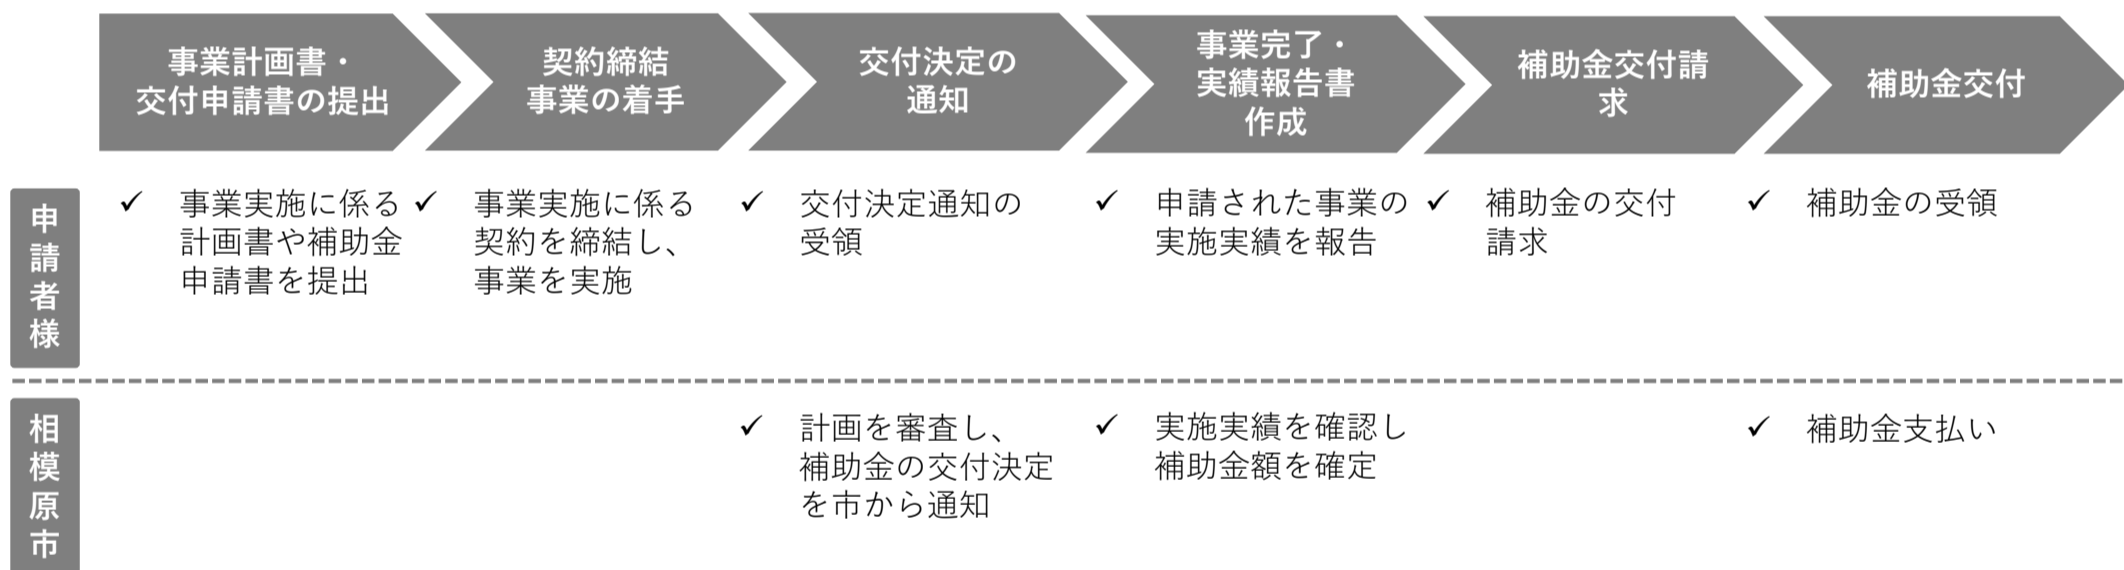 事業計画書・
交付申請書の提出
契約締結
事業の着手
交付決定の
通知
事業完了・
実績報告書
作成
補助金交付請
求
補助金交付
申請者様
✓ 事業実施に係る
計画書や補助金
申請書を提出
✓ 事業実施に係る
契約を締結し、
事業を実施
✓ 交付決定通知の
受領
✓ 申請された事業の
実施実績を報告
✓ 補助金の交付
請求
✓ 補助金の受領
相模原市
✓ 計画を審査し、
補助金の交付決定
を市から通知
✓ 実施実績を確認し
補助金額を確定
✓ 補助金支払い